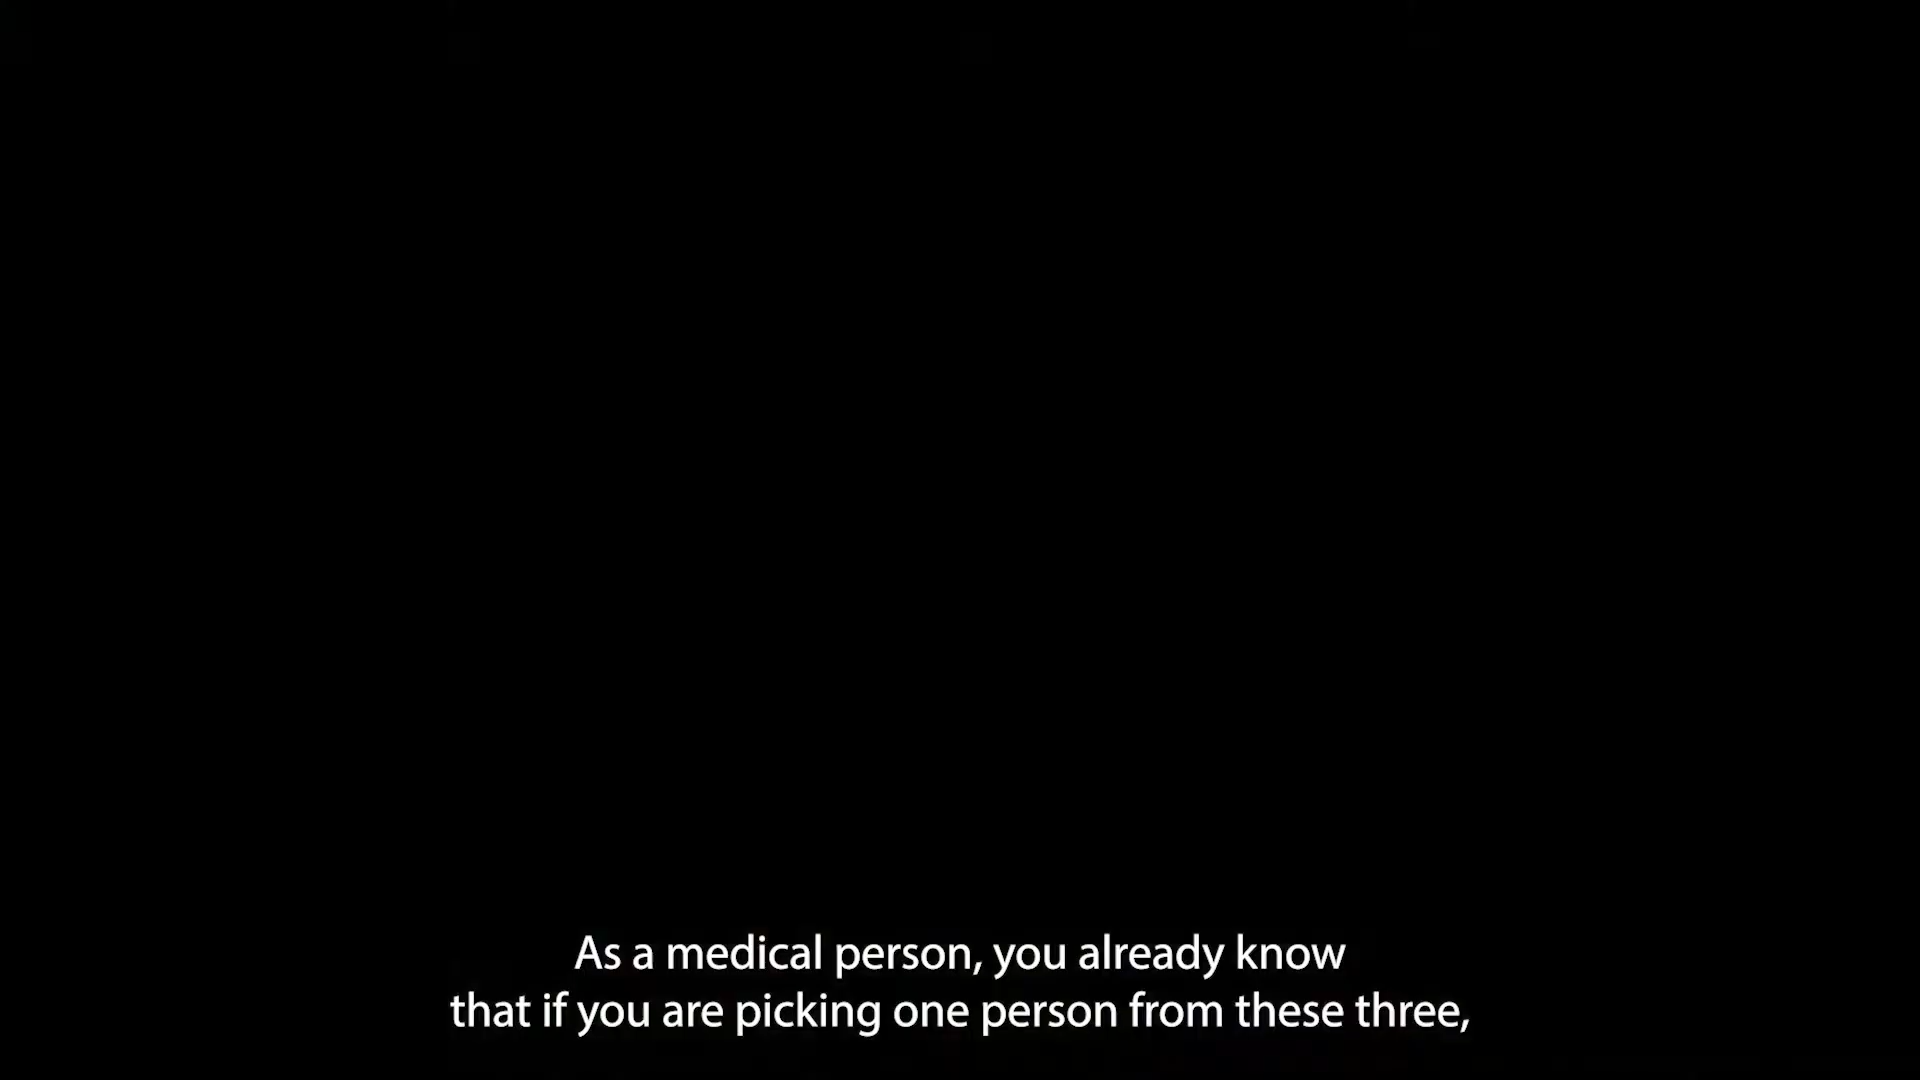 As a medical person, you already know
that if you are picking one person from these three,